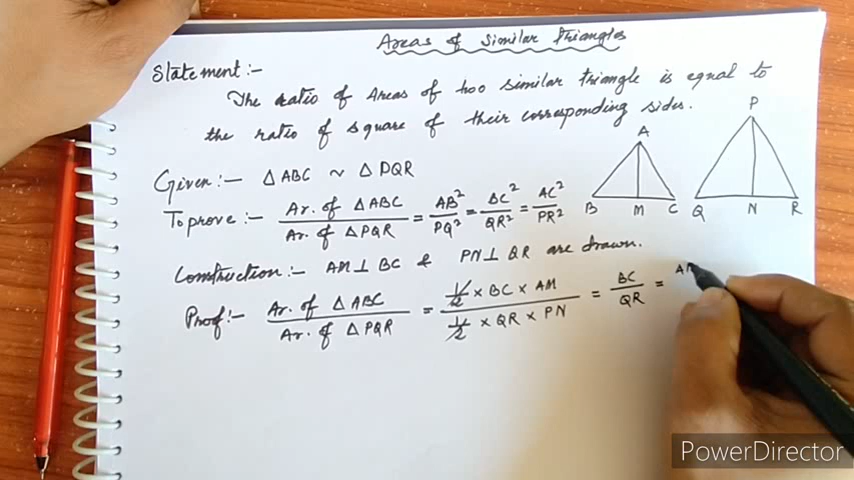 Areas of Similar triangles
Statement:-
The ratio of Areas of two similar triangle is equal to
the ratio of square of their corresponding sides.
Given:- △ABC ~ △PQR
To prove:- Ar. of △ABC / Ar. of △PQR = AB²/PQ² = BC²/QR² = AC²/PR²
Construction:- AM ⊥ BC & PN ⊥ QR are drawn.
Proof:- Ar. of △ABC / Ar. of △PQR = 1/2 × BC × AM / 1/2 × QR × PN = BC/QR = AM
A
B M C
P
Q N R
PowerDirector